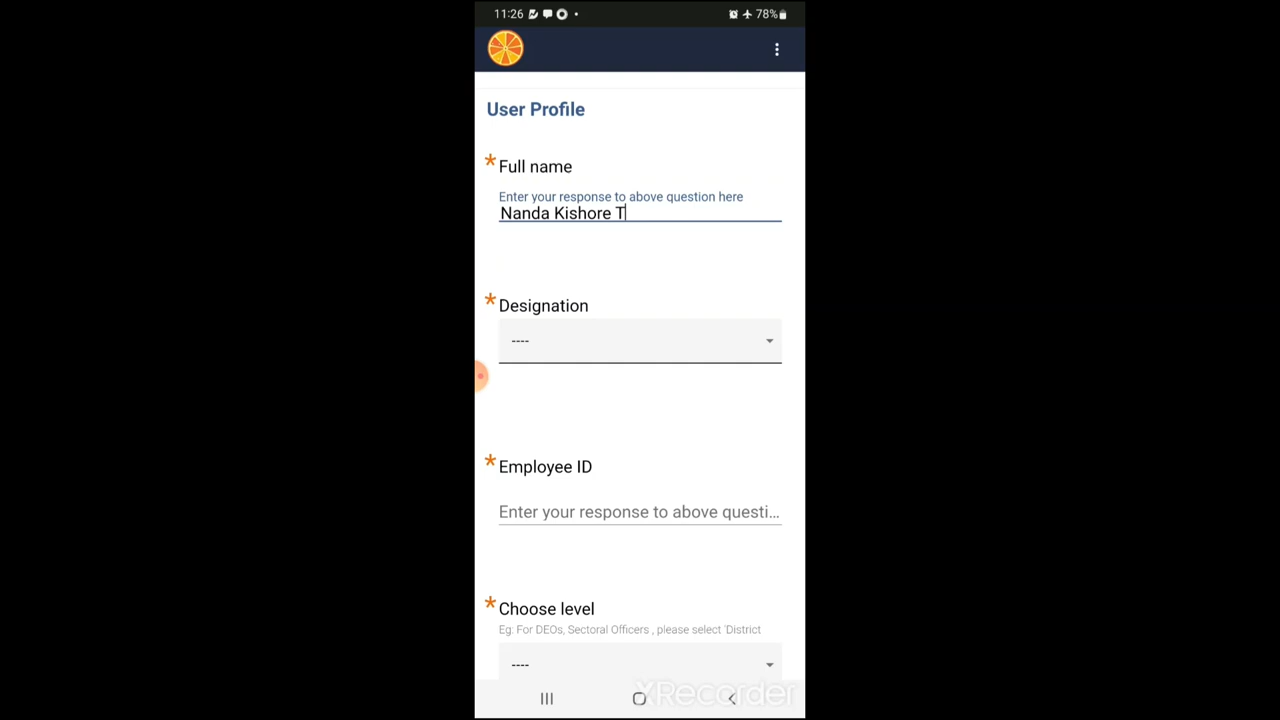 11:26
78%
User Profile
* Full name
Enter your response to above question here
Nanda Kishore T
* Designation
----
* Employee ID
Enter your response to above questi...
* Choose level
Eg: For DEOs, Sectoral Officers , please select 'District
----
XRecorder